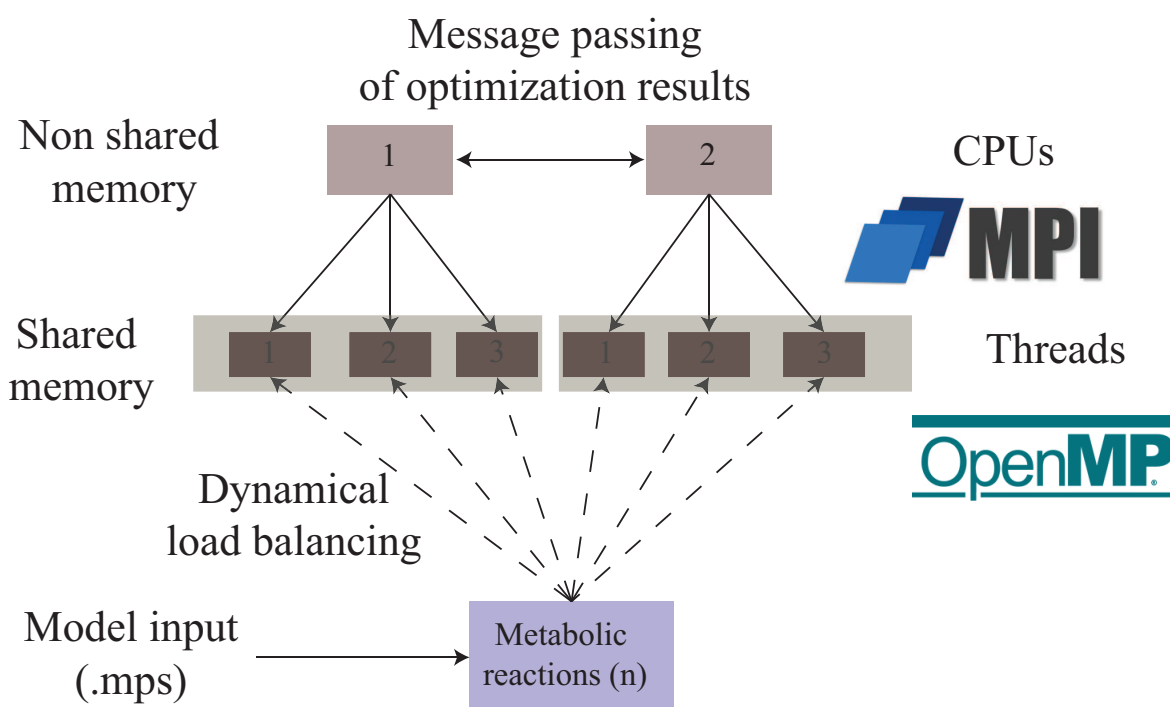 Message passing
of optimization results
Non shared
memory
1
2
CPUs
MPI
Shared
memory
1
2
3
1
2
3
Threads
OpenMP
Dynamical
load balancing
Model input
(.mps)
Metabolic
reactions (n)